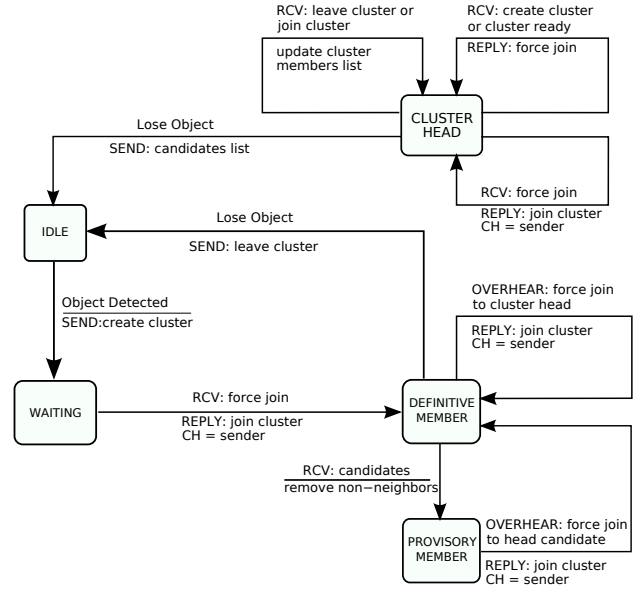 RCV: leave cluster or
join cluster
update cluster
members list
RCV: create cluster
or cluster ready
REPLY: force join
CLUSTER
HEAD
Lose Object
SEND: candidates list
RCV: force join
REPLY: join cluster
CH = sender
IDLE
Lose Object
SEND: leave cluster
Object Detected
SEND:create cluster
OVERHEAR: force join
to cluster head
REPLY: join cluster
CH = sender
WAITING
RCV: force join
REPLY: join cluster
CH = sender
DEFINITIVE
MEMBER
RCV: candidates
remove non−neighbors
PROVISORY
MEMBER
OVERHEAR: force join
to head candidate
REPLY: join cluster
CH = sender